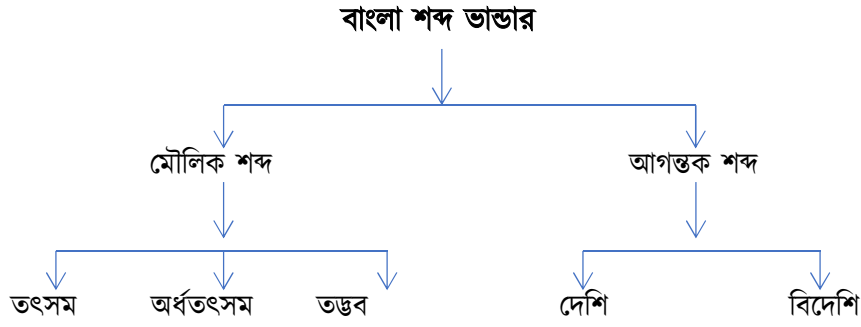 বাংলা শব্দ ভান্ডার
মৌলিক শব্দ আগন্তক শব্দ
তৎসম অর্ধতৎসম তদ্ভব দেশি বিদেশি